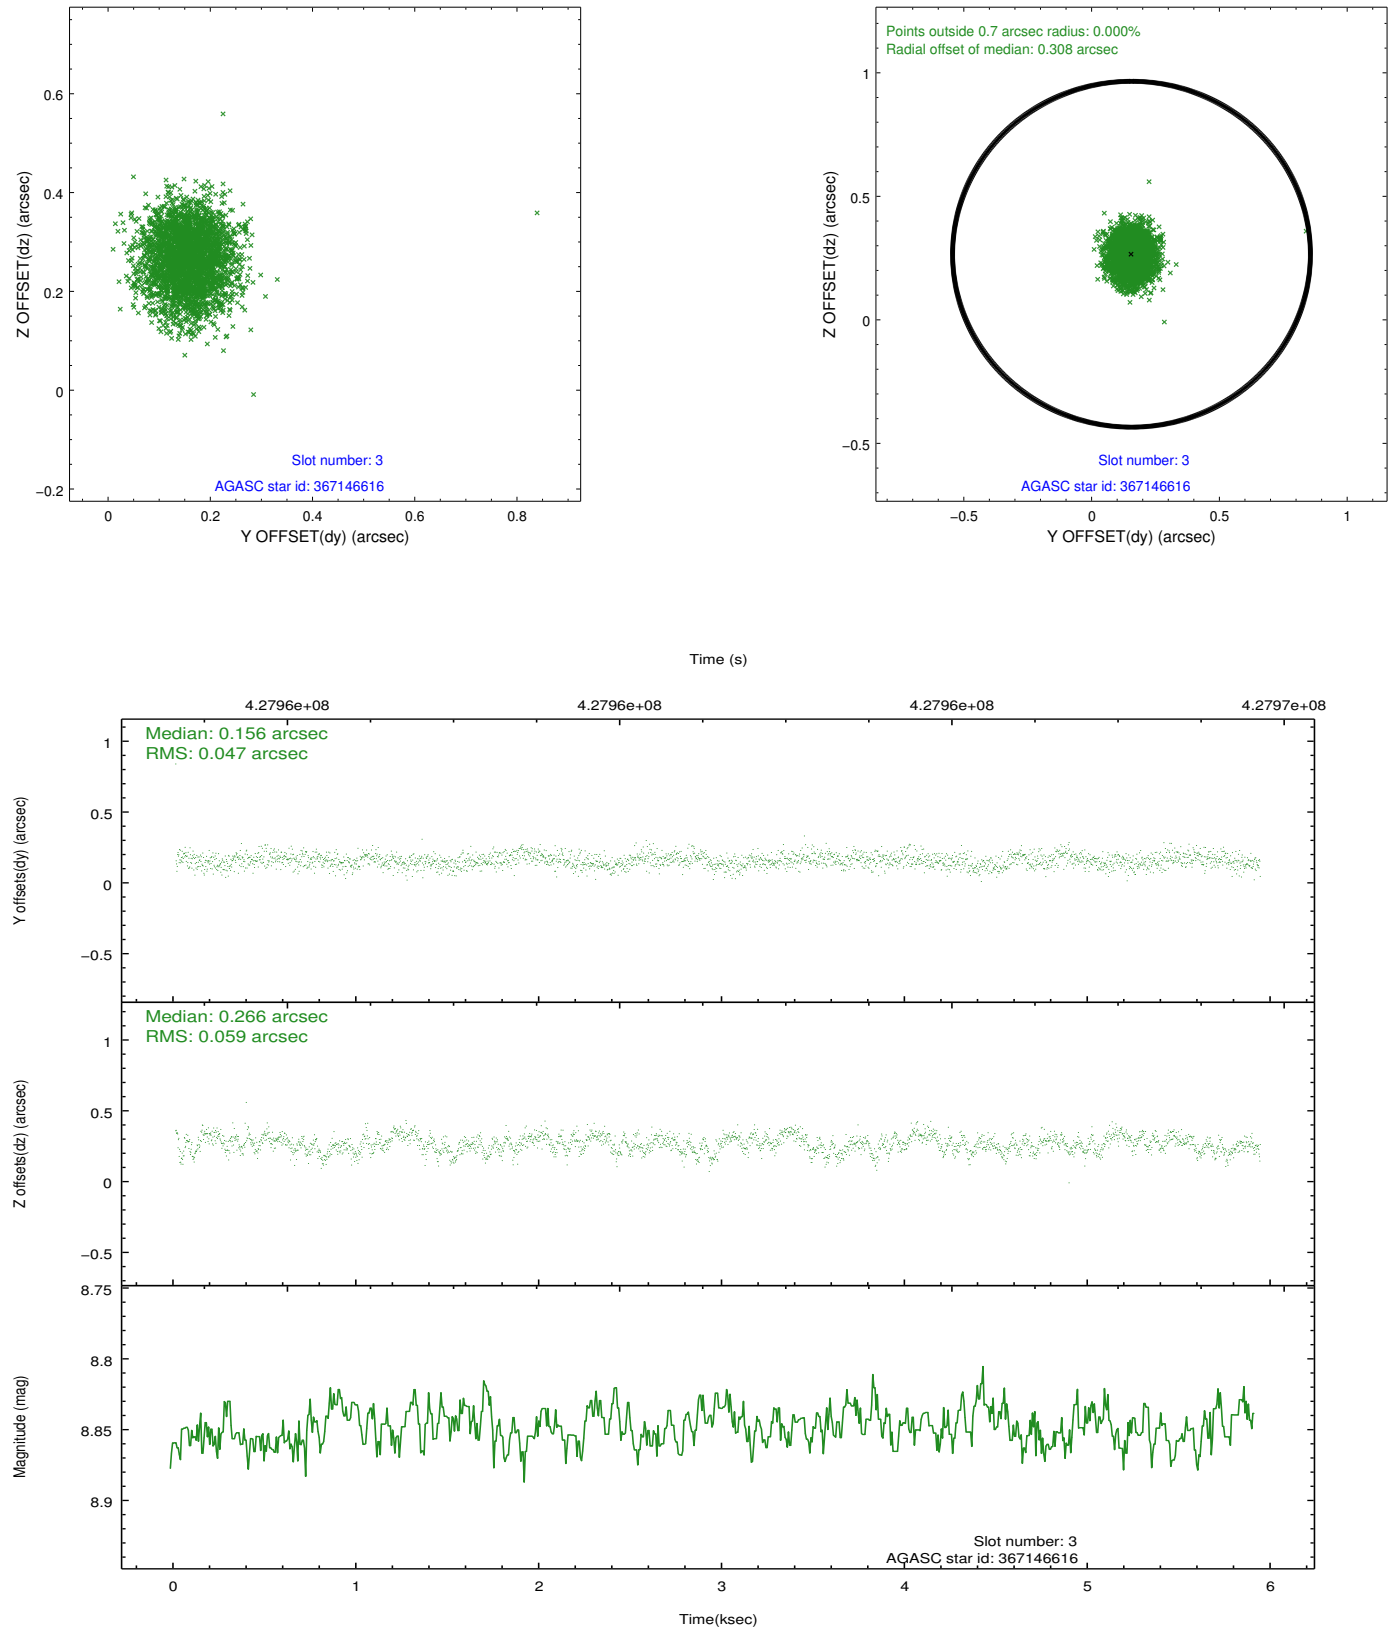 0.6
0.4
0.2
0
−0.2
Z OFFSET(dz) (arcsec)
Slot number: 3
AGASC star id: 367146616
0 0.2 0.4 0.6 0.8
Y OFFSET(dy) (arcsec)
Points outside 0.7 arcsec radius: 0.000%
Radial offset of median: 0.308 arcsec
1
0.5
0
−0.5
Z OFFSET(dz) (arcsec)
Slot number: 3
AGASC star id: 367146616
−0.5 0 0.5 1
Y OFFSET(dy) (arcsec)
Time (s)
4.2796e+08 4.2796e+08 4.2796e+08 4.2797e+08
Median: 0.156 arcsec
RMS: 0.047 arcsec
1
0.5
0
−0.5
Y offsets(dy) (arcsec)
Median: 0.266 arcsec
RMS: 0.059 arcsec
1
0.5
0
−0.5
Z offsets(dz) (arcsec)
8.75
8.8
8.85
8.9
Magnitude (mag)
Slot number: 3
AGASC star id: 367146616
0 1 2 3 4 5 6
Time(ksec)